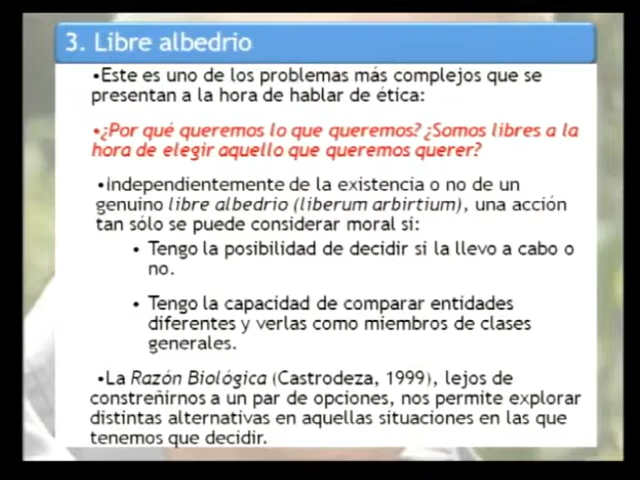 3. Libre albedrio
•Este es uno de los problemas más complejos que se
presentan a la hora de hablar de ética:
•¿Por qué queremos lo que queremos? ¿Somos libres a la
hora de elegir aquello que queremos querer?
•Independientemente de la existencia o no de un
genuino libre albedrio (liberum arbirtium), una acción
tan sólo se puede considerar moral si:
• Tengo la posibilidad de decidir si la llevo a cabo o
no.
• Tengo la capacidad de comparar entidades
diferentes y verlas como miembros de clases
generales.
•La Razón Biológica (Castrodeza, 1999), lejos de
constreñirnos a un par de opciones, nos permite explorar
distintas alternativas en aquellas situaciones en las que
tenemos que decidir.